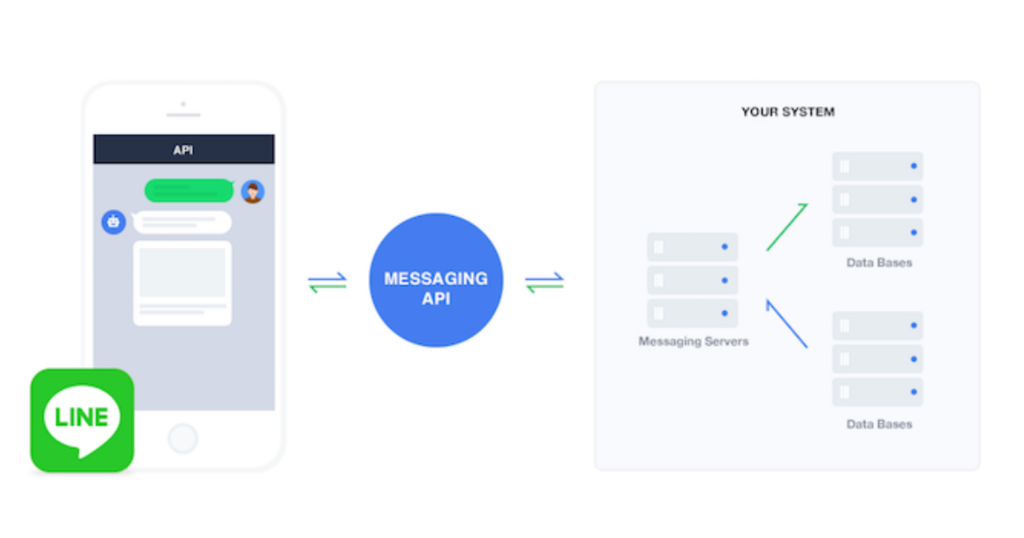 API
LINE
MESSAGING
API
YOUR SYSTEM
Messaging Servers
Data Bases
Data Bases